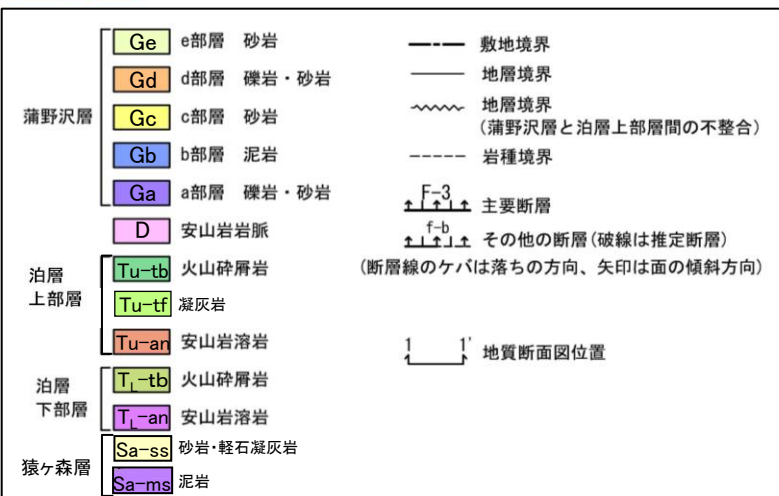 Ge e部層 砂岩
Gd d部層 礫岩・砂岩
蒲野沢層 Gc c部層 砂岩
Gb b部層 泥岩
Ga a部層 礫岩・砂岩
D 安山岩岩脈
泊層
上部層
Tu-tb 火山砕屑岩
Tu-tf 凝灰岩
Tu-an 安山岩溶岩
泊層
下部層
TL-tb 火山砕屑岩
TL-an 安山岩溶岩
猿ヶ森層
Sa-ss 砂岩・軽石凝灰岩
Sa-ms 泥岩
敷地境界
地層境界
地層境界
(蒲野沢層と泊層上部層間の不整合)
岩種境界
F-3 主要断層
f-b その他の断層(破線は推定断層)
(断層線のケバは落ちの方向、矢印は面の傾斜方向)
1 1' 地質断面図位置